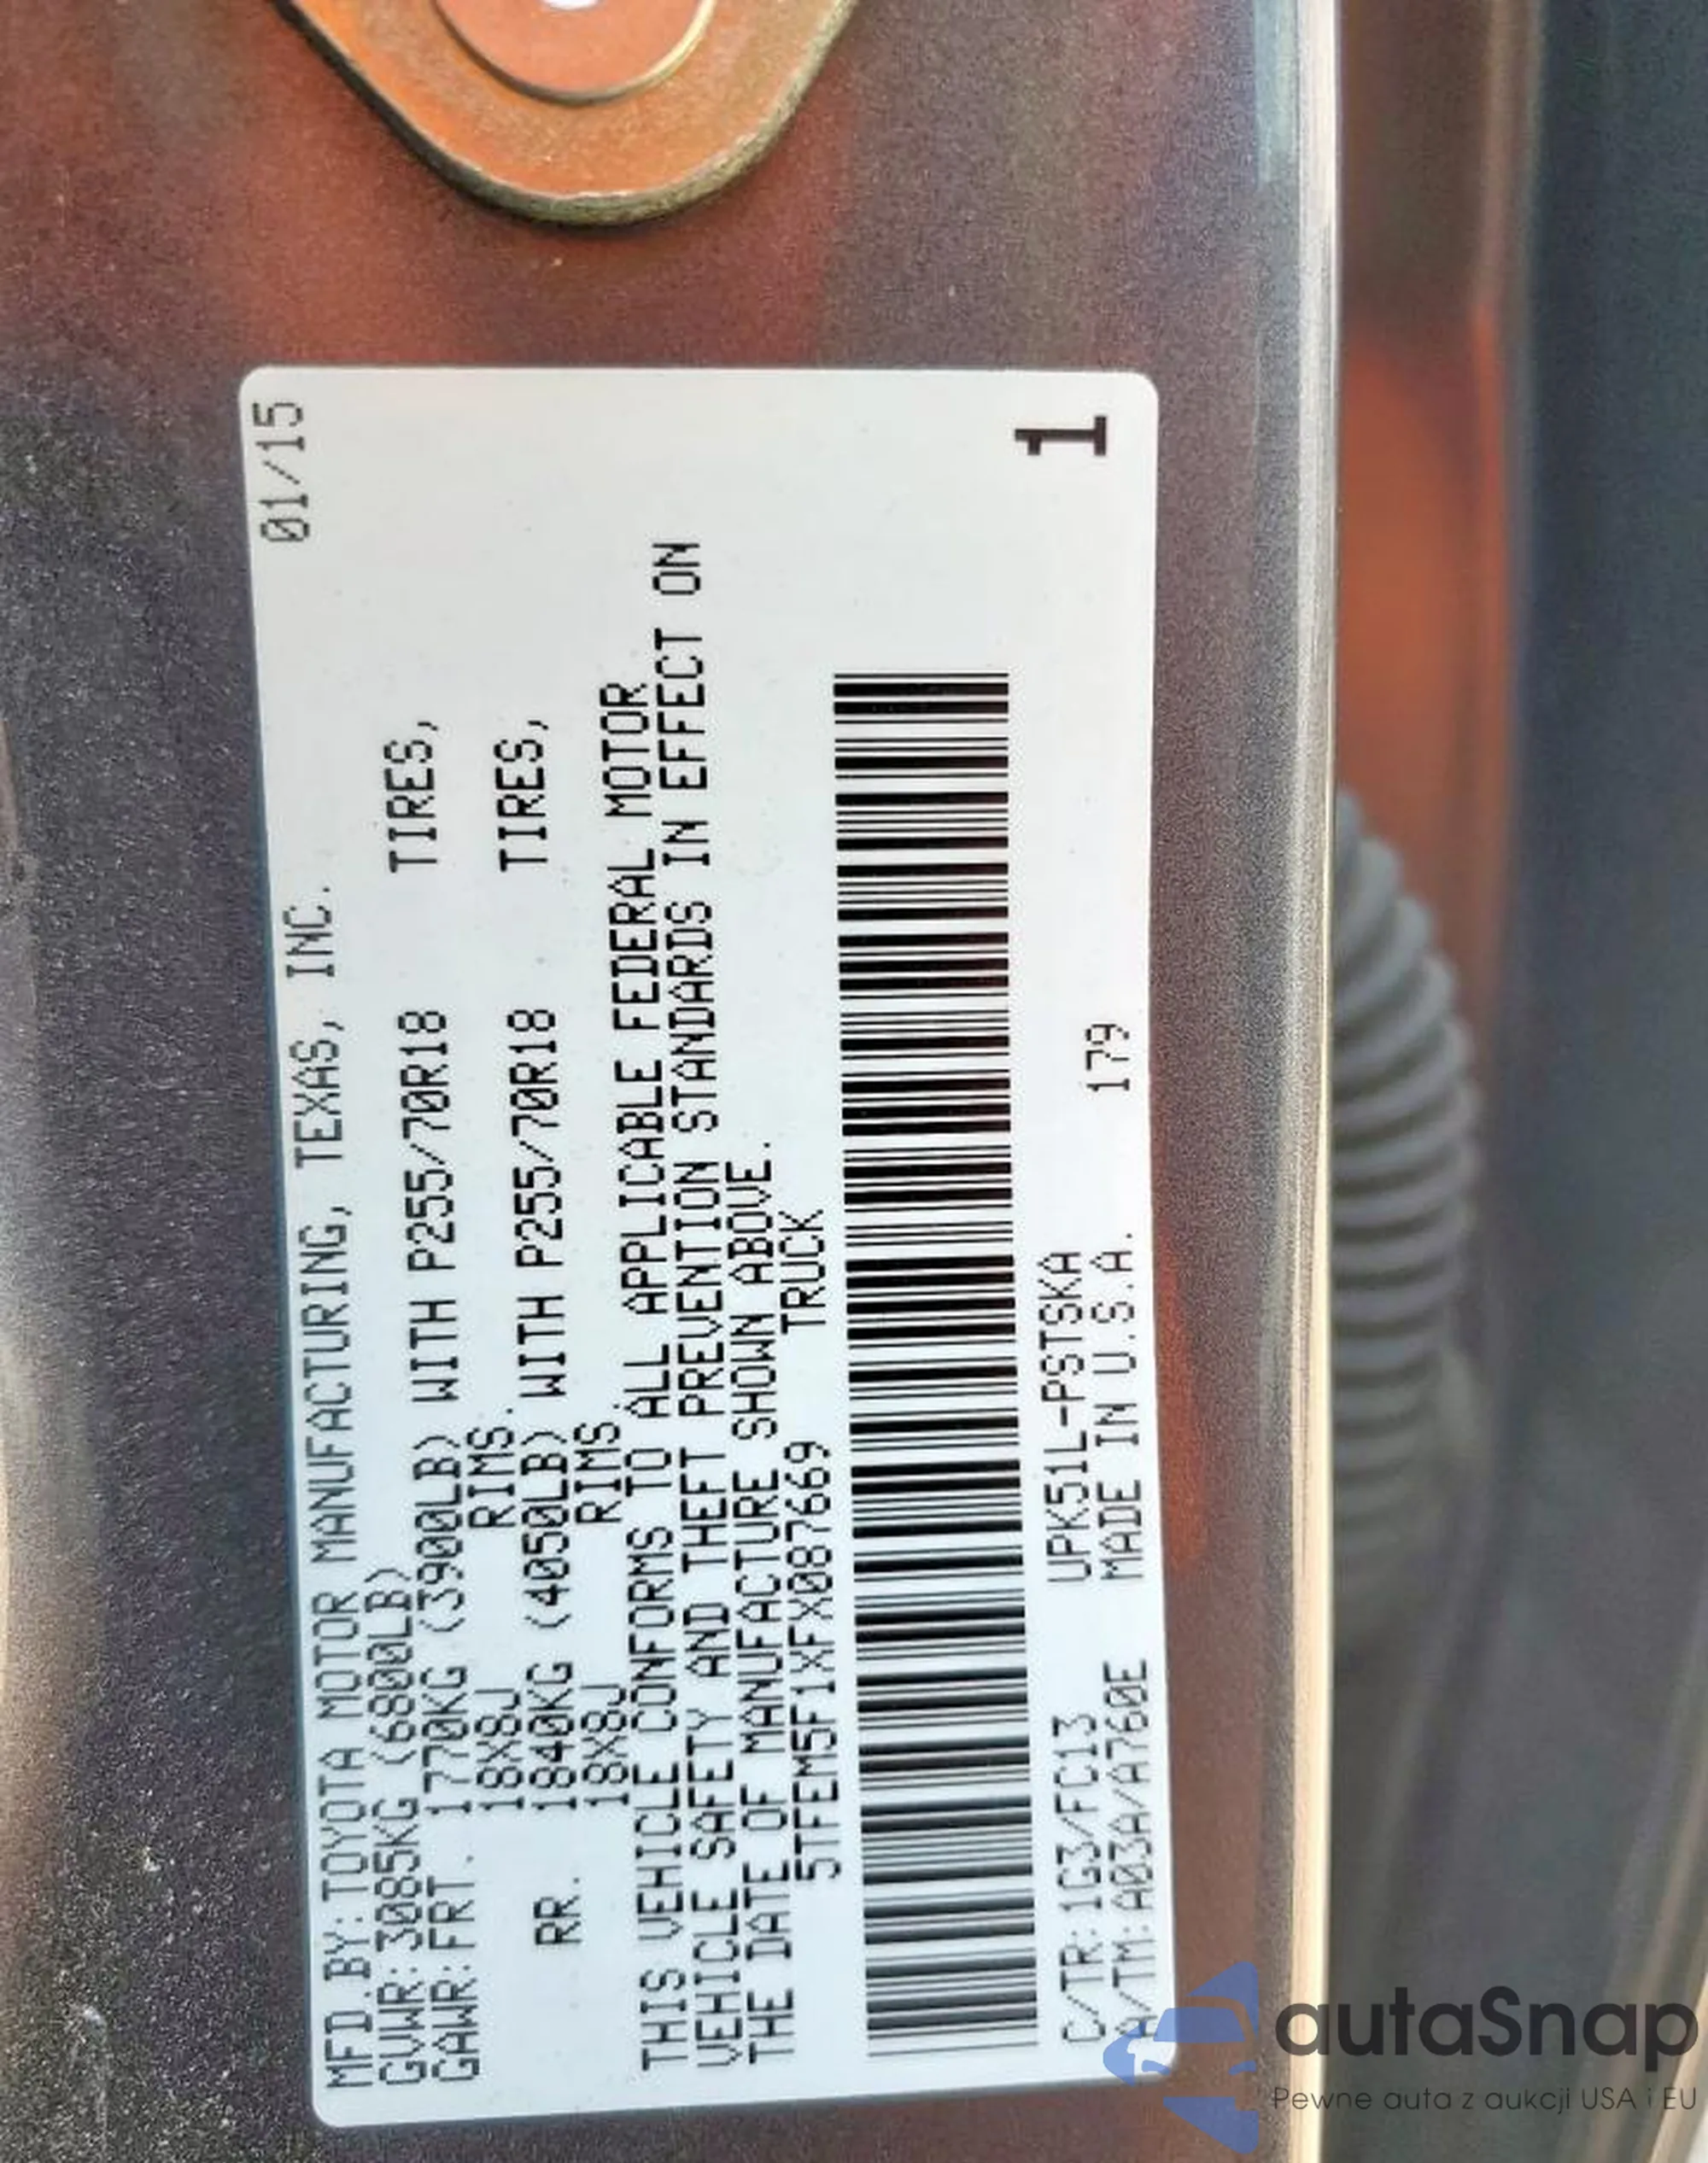 MFD.BY:TOYOTA MOTOR MANUFACTURING, TEXAS, INC. 01/15
GVWR:3085KG (6800LB)
GAWR:FRT. 1770KG (3900LB) WITH P255/70R18 TIRES,
18X8J RIMS.
RR. 1840KG (4050LB) WITH P255/70R18 TIRES,
18X8J RIMS.
THIS VEHICLE CONFORMS TO ALL APPLICABLE FEDERAL MOTOR
VEHICLE SAFETY AND THEFT PREVENTION STANDARDS IN EFFECT ON
THE DATE OF MANUFACTURE SHOWN ABOVE.
5TFEM5F1XFX087669 TRUCK
C/TR:1G3/FC13 UPK51L-PSTSKA 1
A/TM:A03A/A760E MADE IN U.S.A. 179
autaSnap
Pewne auta z aukcji USA i EU